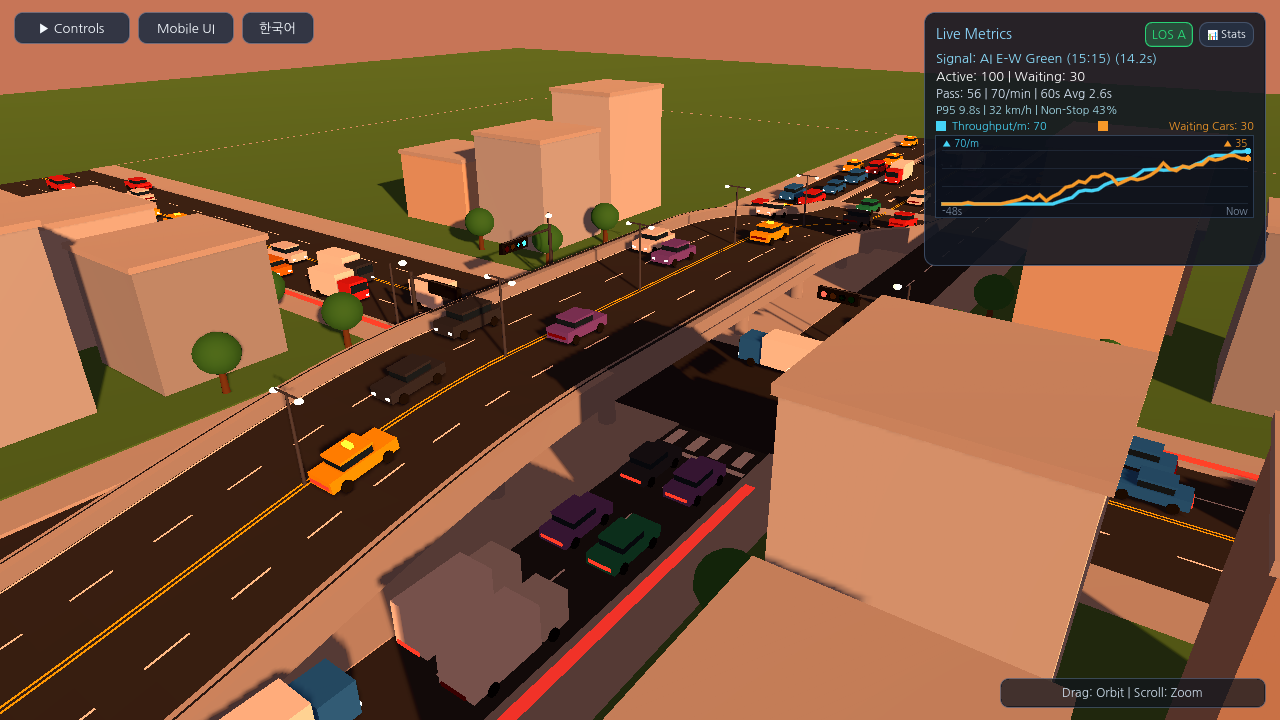 ▶ Controls
Mobile UI
한국어
Live Metrics
LOS A
📊 Stats
Signal: AI E-W Green (15:15) (14.2s)
Active: 100 | Waiting: 30
Pass: 56 | 70/min | 60s Avg 2.6s
P95 9.8s | 32 km/h | Non-Stop 43%
Throughput/m: 70
Waiting Cars: 30
▲ 70/m
▲ 35
-48s
Now
Drag: Orbit | Scroll: Zoom